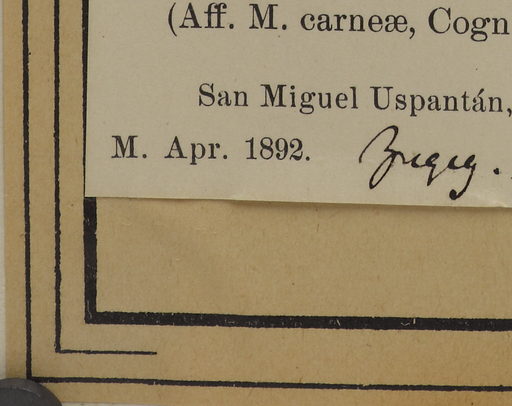 (Aff. M. carneæ, Cogn
San Miguel Uspantán,
M. Apr. 1892.